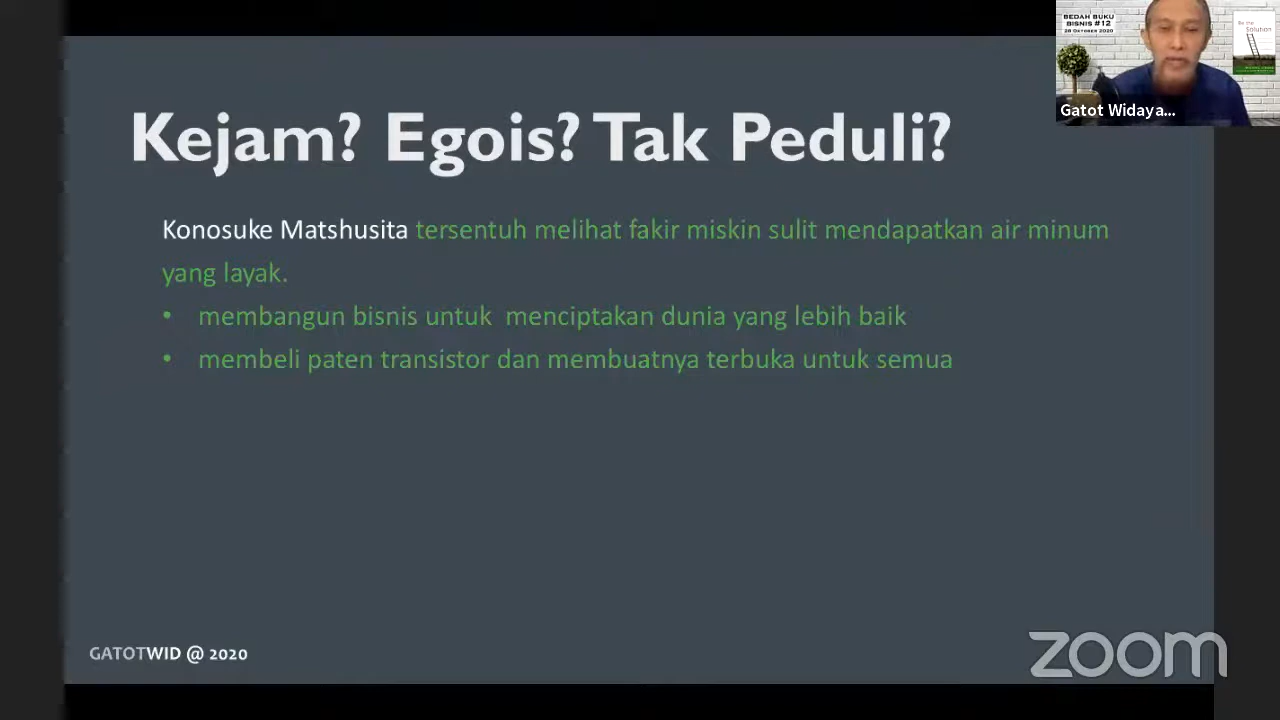 BEDAH BUKU
BISNIS #12
28 OKTOBER 2020
Be the
Solution
Gatot Widaya...
Kejam? Egois? Tak Peduli?
Konosuke Matshusita tersentuh melihat fakir miskin sulit mendapatkan air minum
yang layak.
• membangun bisnis untuk menciptakan dunia yang lebih baik
• membeli paten transistor dan membuatnya terbuka untuk semua
GATOTWID @ 2020
zoom